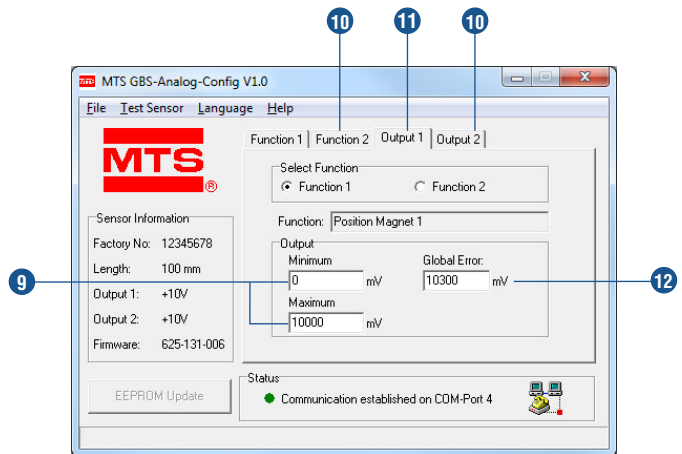 10 11 10
MTS GBS-Analog-Config V1.0
File Test Sensor Language Help
Function 1 Function 2 Output 1 Output 2
MTS
®
Select Function
Function 1 Function 2
Function: Position Magnet 1
Sensor Information
Factory No: 12345678
Length: 100 mm
Output 1: +10V
Output 2: +10V
Firmware: 625-131-006
Output
Minimum Global Error:
9 0 mV 10300 mV 12
Maximum
10000 mV
EEPROM Update
Status
Communication established on COM-Port 4